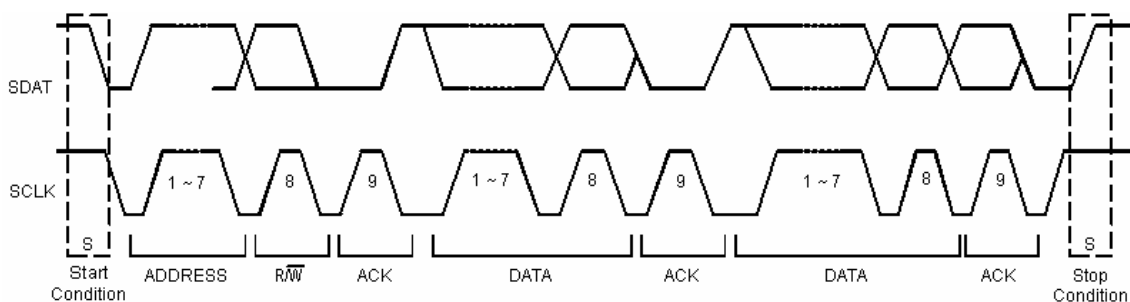 SDAT
SCLK
1 ~ 7
8
9
1 ~ 7
8
9
1 ~ 7
8
9
S
S
Start
Condition
ADDRESS
R/W̅
ACK
DATA
ACK
DATA
ACK
Stop
Condition